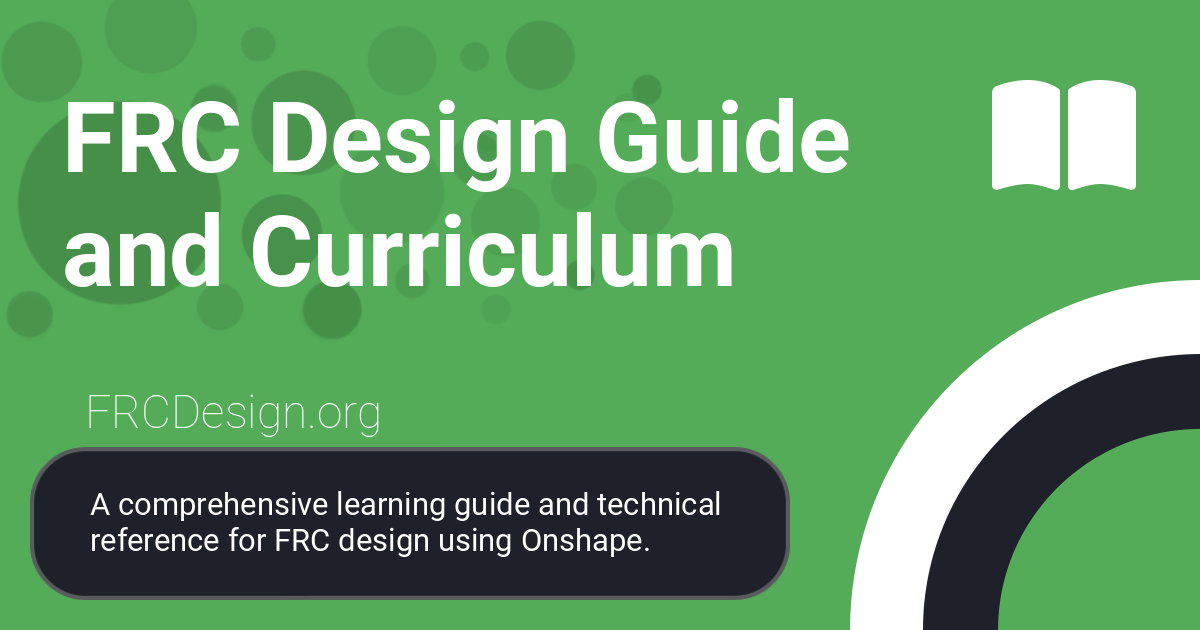 FRC Design Guide
and Curriculum
FRCDesign.org
A comprehensive learning guide and technical
reference for FRC design using Onshape.